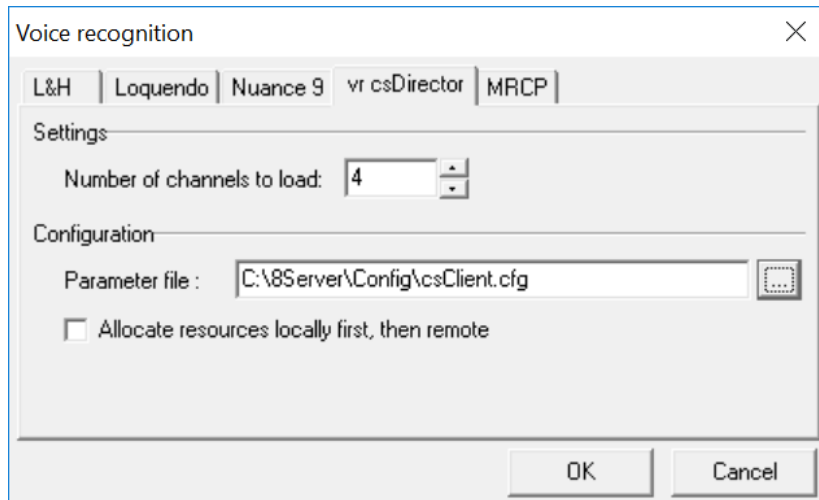 Voice recognition
L&H Loquendo Nuance 9 vr csDirector MRCP
Settings
Number of channels to load: 4
Configuration
Parameter file : C:\8Server\Config\csClient.cfg ...
Allocate resources locally first, then remote
OK Cancel